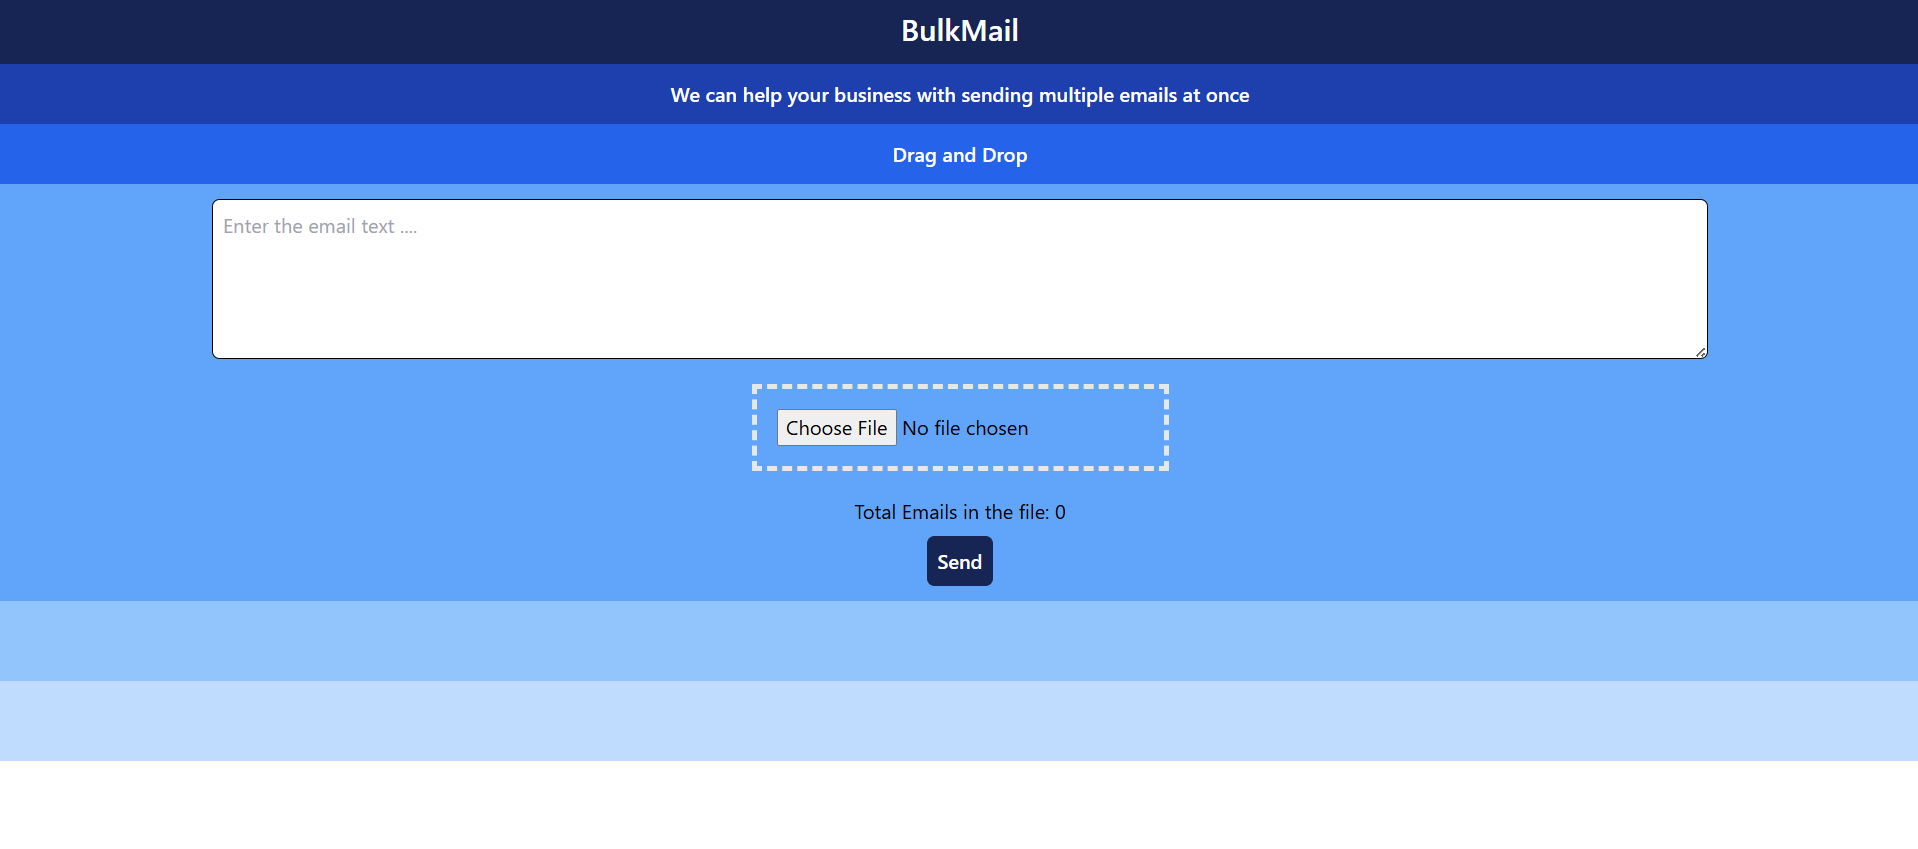 BulkMail
We can help your business with sending multiple emails at once
Drag and Drop
Enter the email text ....
Choose File No file chosen
Total Emails in the file: 0
Send